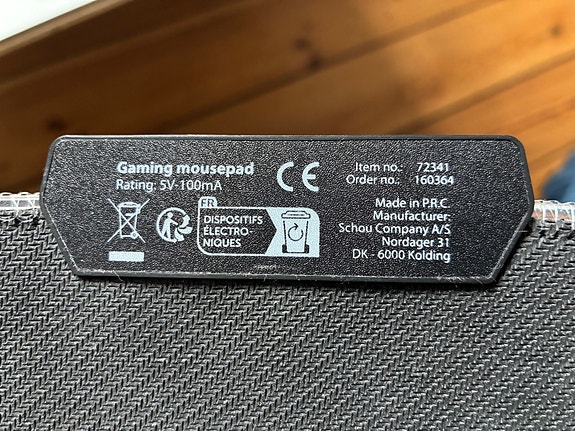 Gaming mousepad
Rating: 5V-100mA
CE
Item no.: 72341
Order no.: 160364
FR
DISPOSITIFS
ÉLECTRO-
NIQUES
Made in P.R.C.
Manufacturer:
Schou Company A/S
Nordager 31
DK - 6000 Kolding